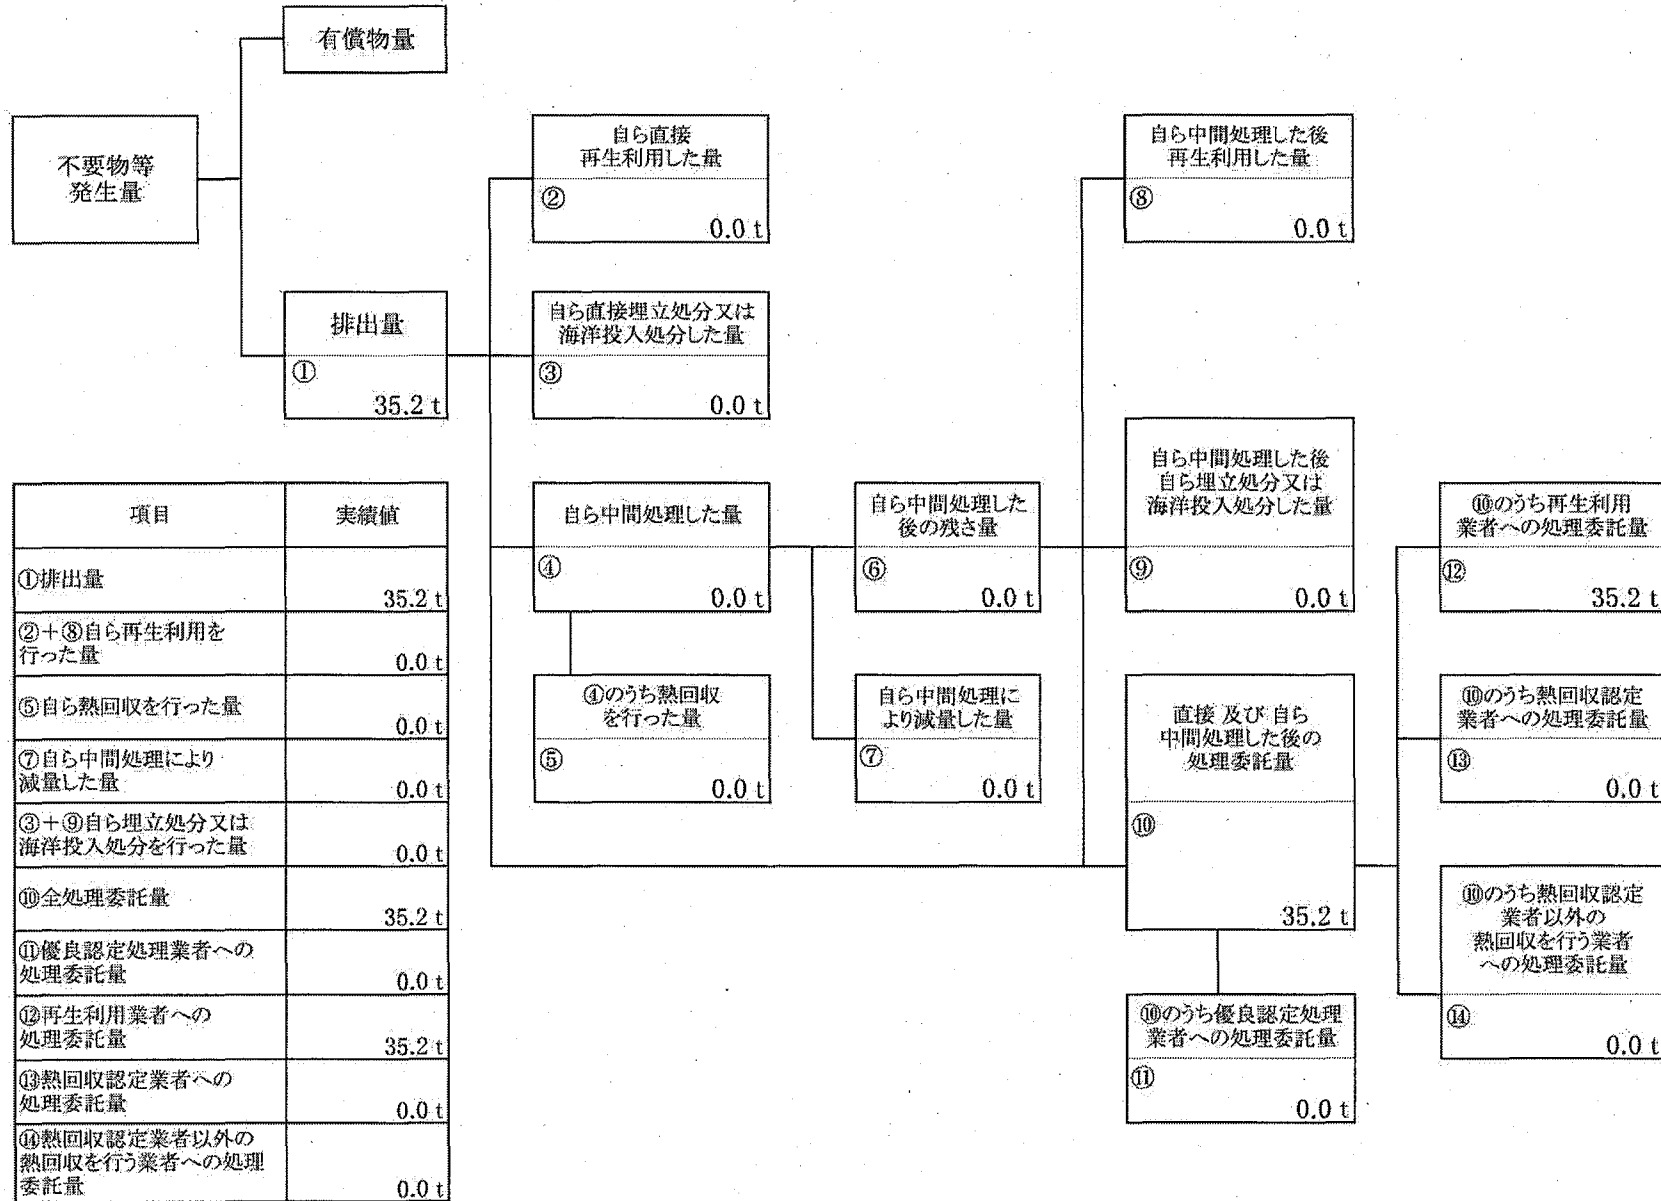 有償物量
不要物等
発生量
自ら直接
再生利用した量
②
0.0 t
自ら中間処理した後
再生利用した量
⑧
0.0 t
排出量
①
35.2 t
自ら直接埋立処分又は
海洋投入処分した量
③
0.0 t
自ら中間処理した量
④
0.0 t
自ら中間処理した
後の残さ量
⑥
0.0 t
自ら中間処理した後
自ら埋立処分又は
海洋投入処分した量
⑨
0.0 t
⑩のうち再生利用
業者への処理委託量
⑫
35.2 t
④のうち熱回収
を行った量
⑤
0.0 t
自ら中間処理に
より減量した量
⑦
0.0 t
直接 及び 自ら
中間処理した後の
処理委託量
⑩
35.2 t
⑩のうち熱回収認定
業者への処理委託量
⑬
0.0 t
⑩のうち熱回収認定
業者以外の
熱回収を行う業者
への処理委託量
⑭
0.0 t
⑩のうち優良認定処理
業者への処理委託量
⑪
0.0 t
項目 実績値
①排出量
35.2 t
②+⑧自ら再生利用を
行った量
0.0 t
⑤自ら熱回収を行った量
0.0 t
⑦自ら中間処理により
減量した量
0.0 t
③+⑨自ら埋立処分又は
海洋投入処分を行った量
0.0 t
⑩全処理委託量
35.2 t
⑪優良認定処理業者への
処理委託量
0.0 t
⑫再生利用業者への
処理委託量
35.2 t
⑬熱回収認定業者への
処理委託量
0.0 t
⑭熱回収認定業者以外の
熱回収を行う業者への処理
委託量
0.0 t